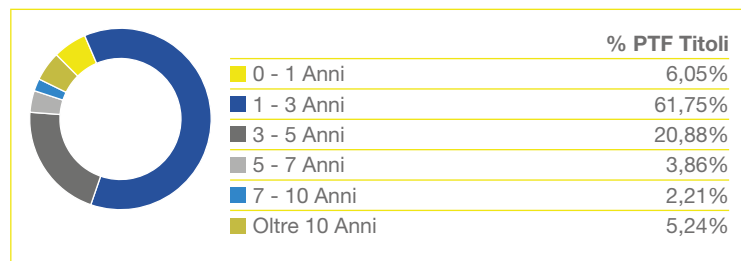 % PTF Titoli
0 - 1 Anni 6,05%
1 - 3 Anni 61,75%
3 - 5 Anni 20,88%
5 - 7 Anni 3,86%
7 - 10 Anni 2,21%
Oltre 10 Anni 5,24%